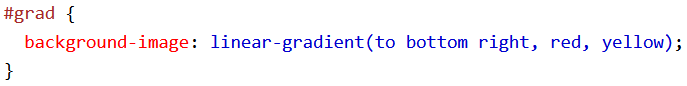 #grad {
  background-image: linear-gradient(to bottom right, red, yellow);
}